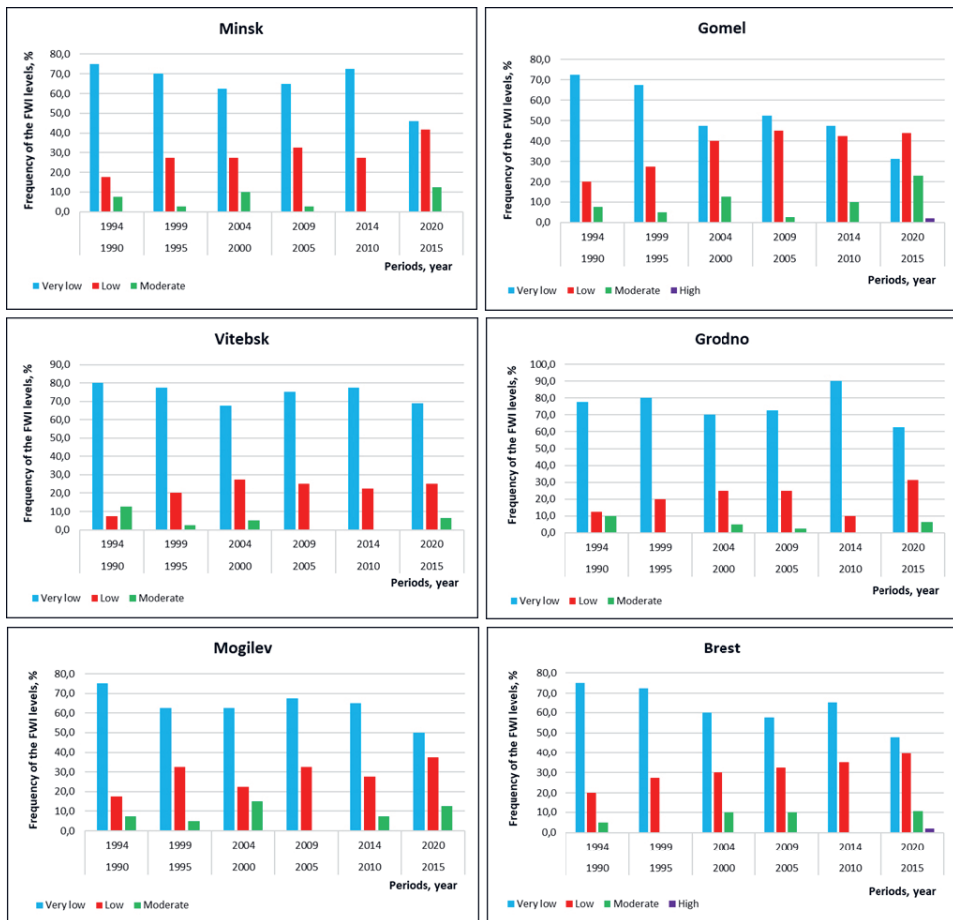 Minsk
Frequency of the FWI levels, %
80,0
70,0
60,0
50,0
40,0
30,0
20,0
10,0
0,0
1994 1999 2004 2009 2014 2020
1990 1995 2000 2005 2010 2015
Periods, year
Very low Low Moderate
Gomel
Frequency of the FWI levels, %
80,0
70,0
60,0
50,0
40,0
30,0
20,0
10,0
0,0
1994 1999 2004 2009 2014 2020
1990 1995 2000 2005 2010 2015
Periods, year
Very low Low Moderate High
Vitebsk
Frequency of the FWI levels, %
90,0
80,0
70,0
60,0
50,0
40,0
30,0
20,0
10,0
0,0
1994 1999 2004 2009 2014 2020
1990 1995 2000 2005 2010 2015
Periods, year
Very low Low Moderate
Grodno
Frequency of the FWI levels, %
100,0
90,0
80,0
70,0
60,0
50,0
40,0
30,0
20,0
10,0
0,0
1994 1999 2004 2009 2014 2020
1990 1995 2000 2005 2010 2015
Periods, year
Very low Low Moderate
Mogilev
Frequency of the FWI levels, %
80,0
70,0
60,0
50,0
40,0
30,0
20,0
10,0
0,0
1994 1999 2004 2009 2014 2020
1990 1995 2000 2005 2010 2015
Periods, year
Very low Low Moderate
Brest
Frequency of the FWI levels, %
80,0
70,0
60,0
50,0
40,0
30,0
20,0
10,0
0,0
1994 1999 2004 2009 2014 2020
1990 1995 2000 2005 2010 2015
Periods, year
Very low Low Moderate High